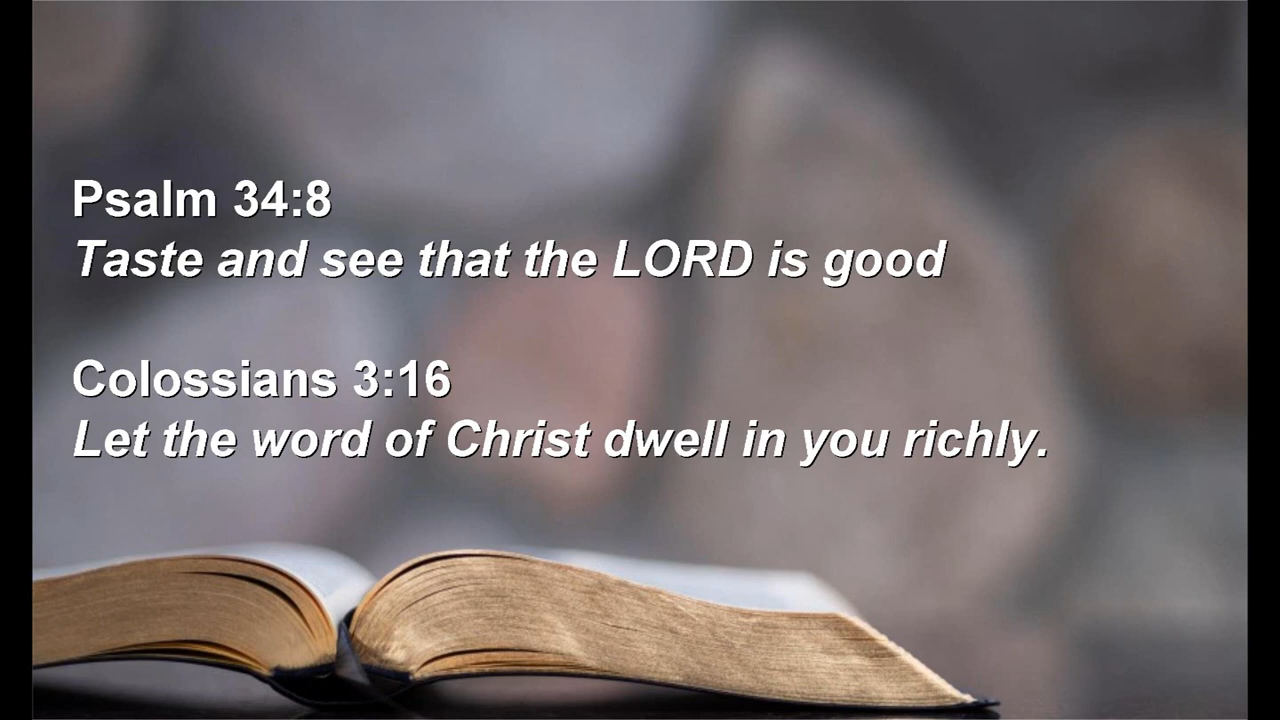 Psalm 34:8
Taste and see that the LORD is good
Colossians 3:16
Let the word of Christ dwell in you richly.